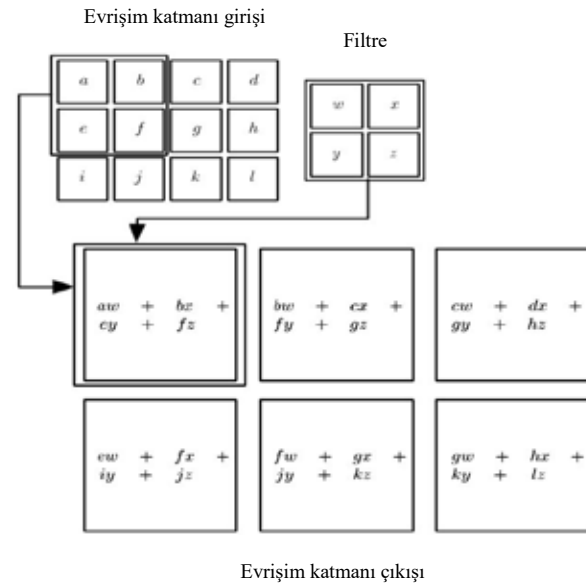 Evrişim katmanı girişi
Filtre
a b c d
e f g h
i j k l
w x
y z
aw + bx +
ey + fz
bw + cx +
fy + gz
cw + dx +
gy + hz
ew + fx +
iy + jz
fw + gx +
jy + kz
gw + hx +
ky + lz
Evrişim katmanı çıkışı